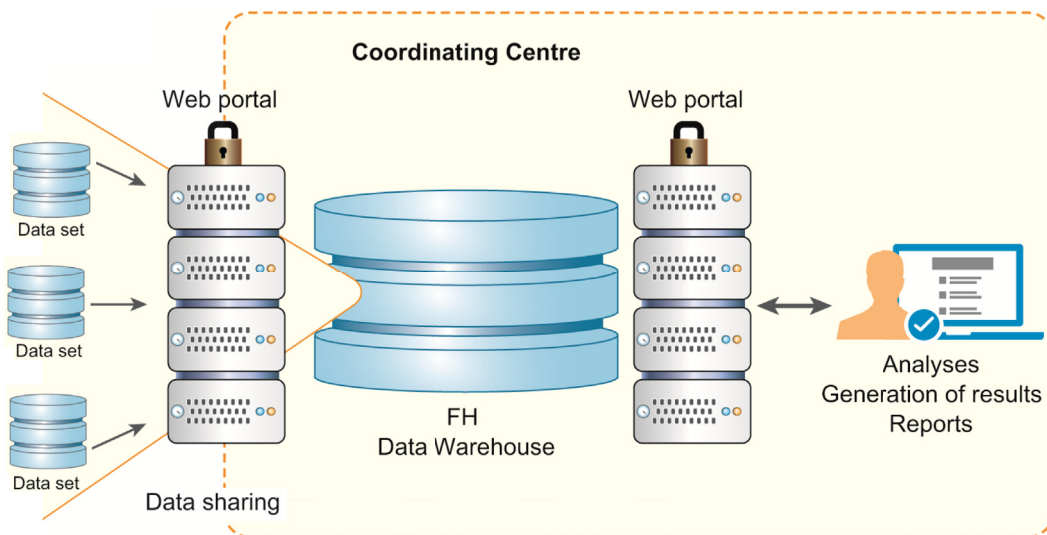 Coordinating Centre
Web portal
Web portal
Data set
Data set
Data set
FH
Data Warehouse
Data sharing
Analyses
Generation of results
Reports